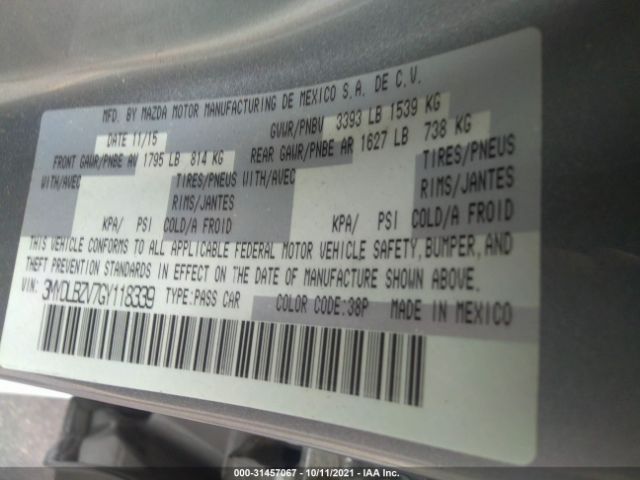 MFD. BY MAZDA MOTOR MANUFACTURING DE MEXICO S.A. DE C.V.
DATE 11/15 GVWR/PNBV 3393 LB 1539 KG
FRONT GAWR/PNBE AV 1795 LB 814 KG REAR GAWR/PNBE AR 1627 LB 738 KG
WITH/AVEC TIRES/PNEUS WITH/AVEC TIRES/PNEUS
RIMS/JANTES RIMS/JANTES
KPA/ PSI COLD/A FROID KPA/ PSI COLD/A FROID
THIS VEHICLE CONFORMS TO ALL APPLICABLE FEDERAL MOTOR VEHICLE SAFETY, BUMPER, AND
THEFT PREVENTION STANDARDS IN EFFECT ON THE DATE OF MANUFACTURE SHOWN ABOVE.
VIN: 3MYDLBZV7GY118339 TYPE:PASS CAR COLOR CODE:38P MADE IN MEXICO
000-31457067 - 10/11/2021 - IAA Inc.